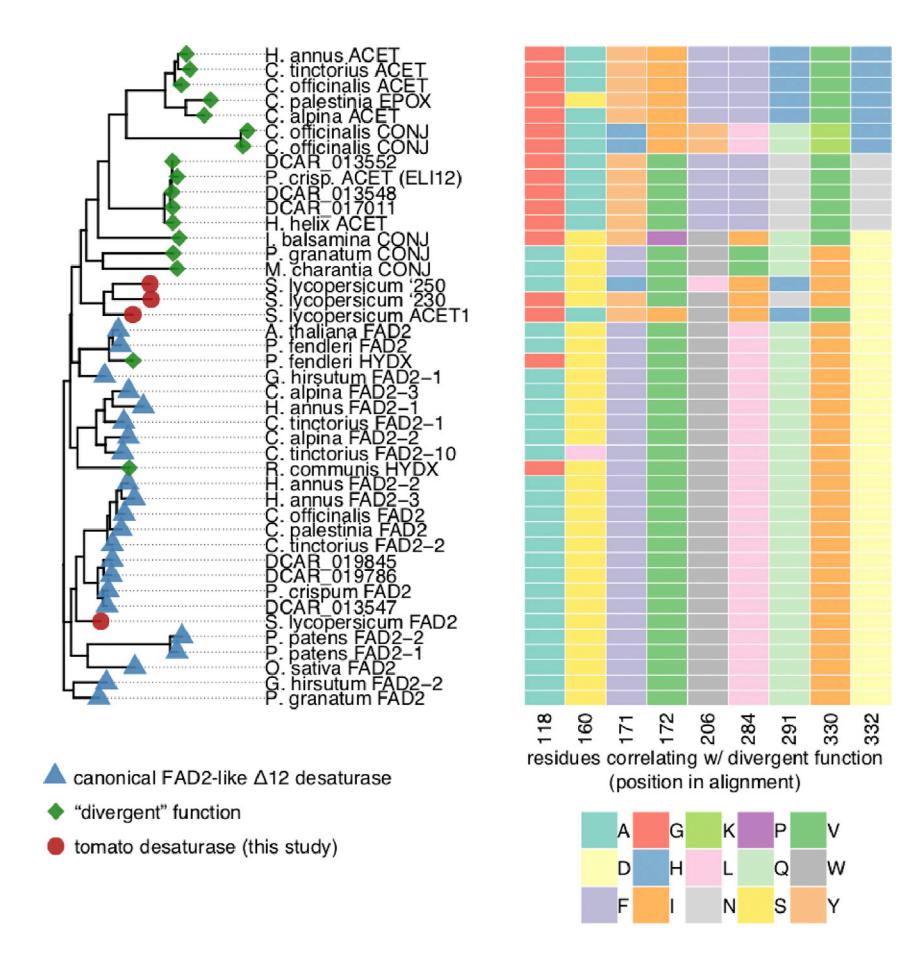 H. annus ACET
C. tinctorius ACET
C. officinalis ACET
C. palestinia EPOX
C. alpina ACET
C. officinalis CONJ
C. officinalis CONJ
DCAR_013552
P. crisp. ACET (ELI12)
DCAR_013548
DCAR_017011
H. helix ACET
I. balsamina CONJ
P. granatum CONJ
M. charantia CONJ
S. lycopersicum '250
S. lycopersicum '230
S. lycopersicum ACET1
A. thaliana FAD2
P. fendleri FAD2
P. fendleri HYDX
G. hirsutum FAD2−1
C. alpina FAD2−3
H. annus FAD2−1
C. tinctorius FAD2−1
C. alpina FAD2−2
C. tinctorius FAD2−10
R. communis HYDX
H. annus FAD2−2
H. annus FAD2−3
C. officinalis FAD2
C. palestinia FAD2
C. tinctorius FAD2−2
DCAR_019845
DCAR_019786
P. crispum FAD2
DCAR_013547
S. lycopersicum FAD2
P. patens FAD2−2
P. patens FAD2−1
O. sativa FAD2
G. hirsutum FAD2−2
P. granatum FAD2
118 160 171 172 206 284 291 330 332
residues correlating w/ divergent function
(position in alignment)
canonical FAD2-like Δ12 desaturase
"divergent" function
tomato desaturase (this study)
A G K P V
D H L Q W
F I N S Y